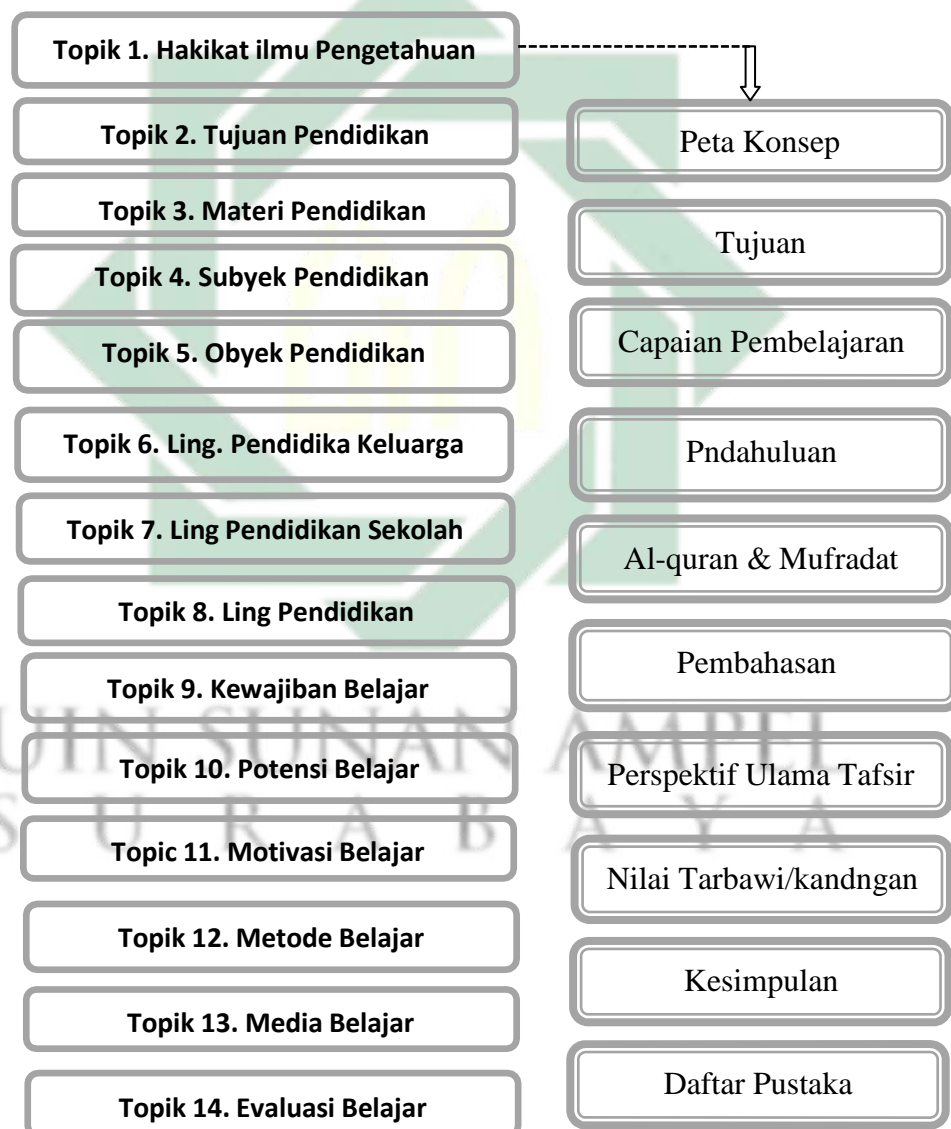 Topik 1. Hakikat ilmu Pengetahuan
Topik 2. Tujuan Pendidikan
Topik 3. Materi Pendidikan
Topik 4. Subyek Pendidikan
Topik 5. Obyek Pendidikan
Topik 6. Ling. Pendidika Keluarga
Topik 7. Ling Pendidikan Sekolah
Topik 8. Ling Pendidikan
Topik 9. Kewajiban Belajar
Topik 10. Potensi Belajar
Topic 11. Motivasi Belajar
Topik 12. Metode Belajar
Topik 13. Media Belajar
Topik 14. Evaluasi Belajar
Peta Konsep
Tujuan
Capaian Pembelajaran
Pndahuluan
Al-quran & Mufradat
Pembahasan
Perspektif Ulama Tafsir
Nilai Tarbawi/kandngan
Kesimpulan
Daftar Pustaka
UIN SUNAN AMPEL
S U R A B A Y A